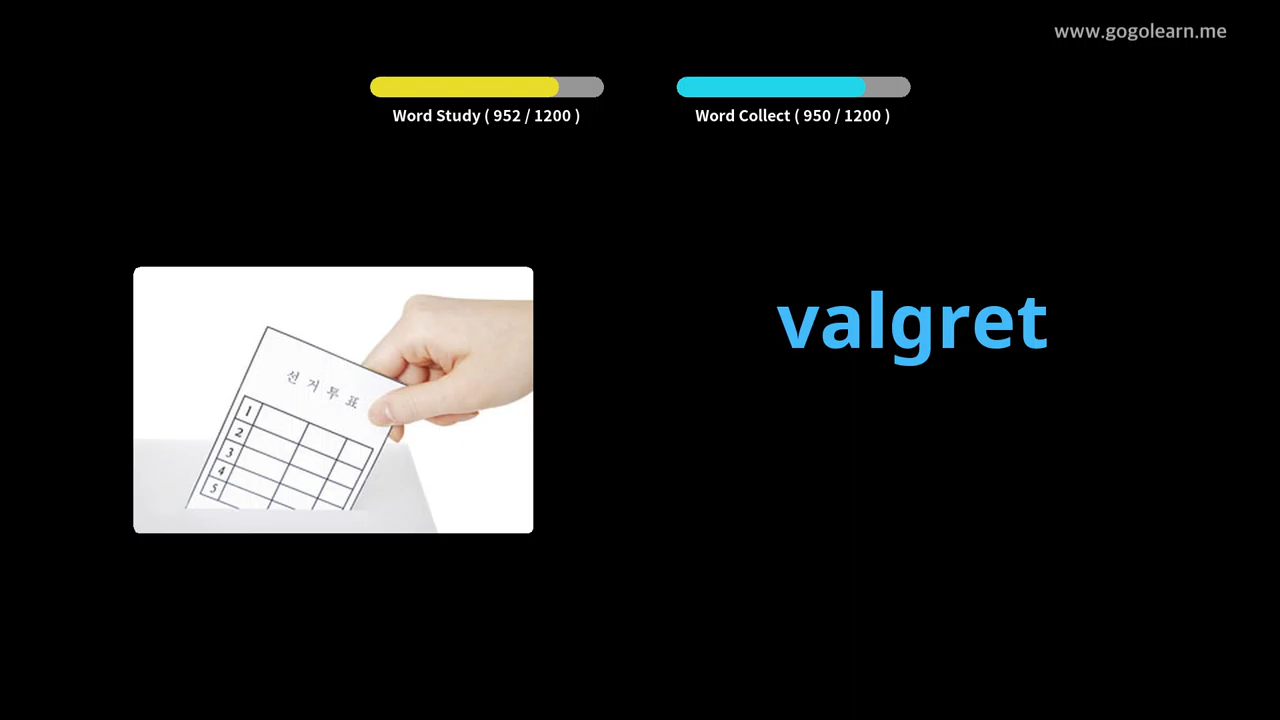 www.gogolearn.me
Word Study ( 952 / 1200 )
Word Collect ( 950 / 1200 )
valgret
선거투표
1
2
3
4
5